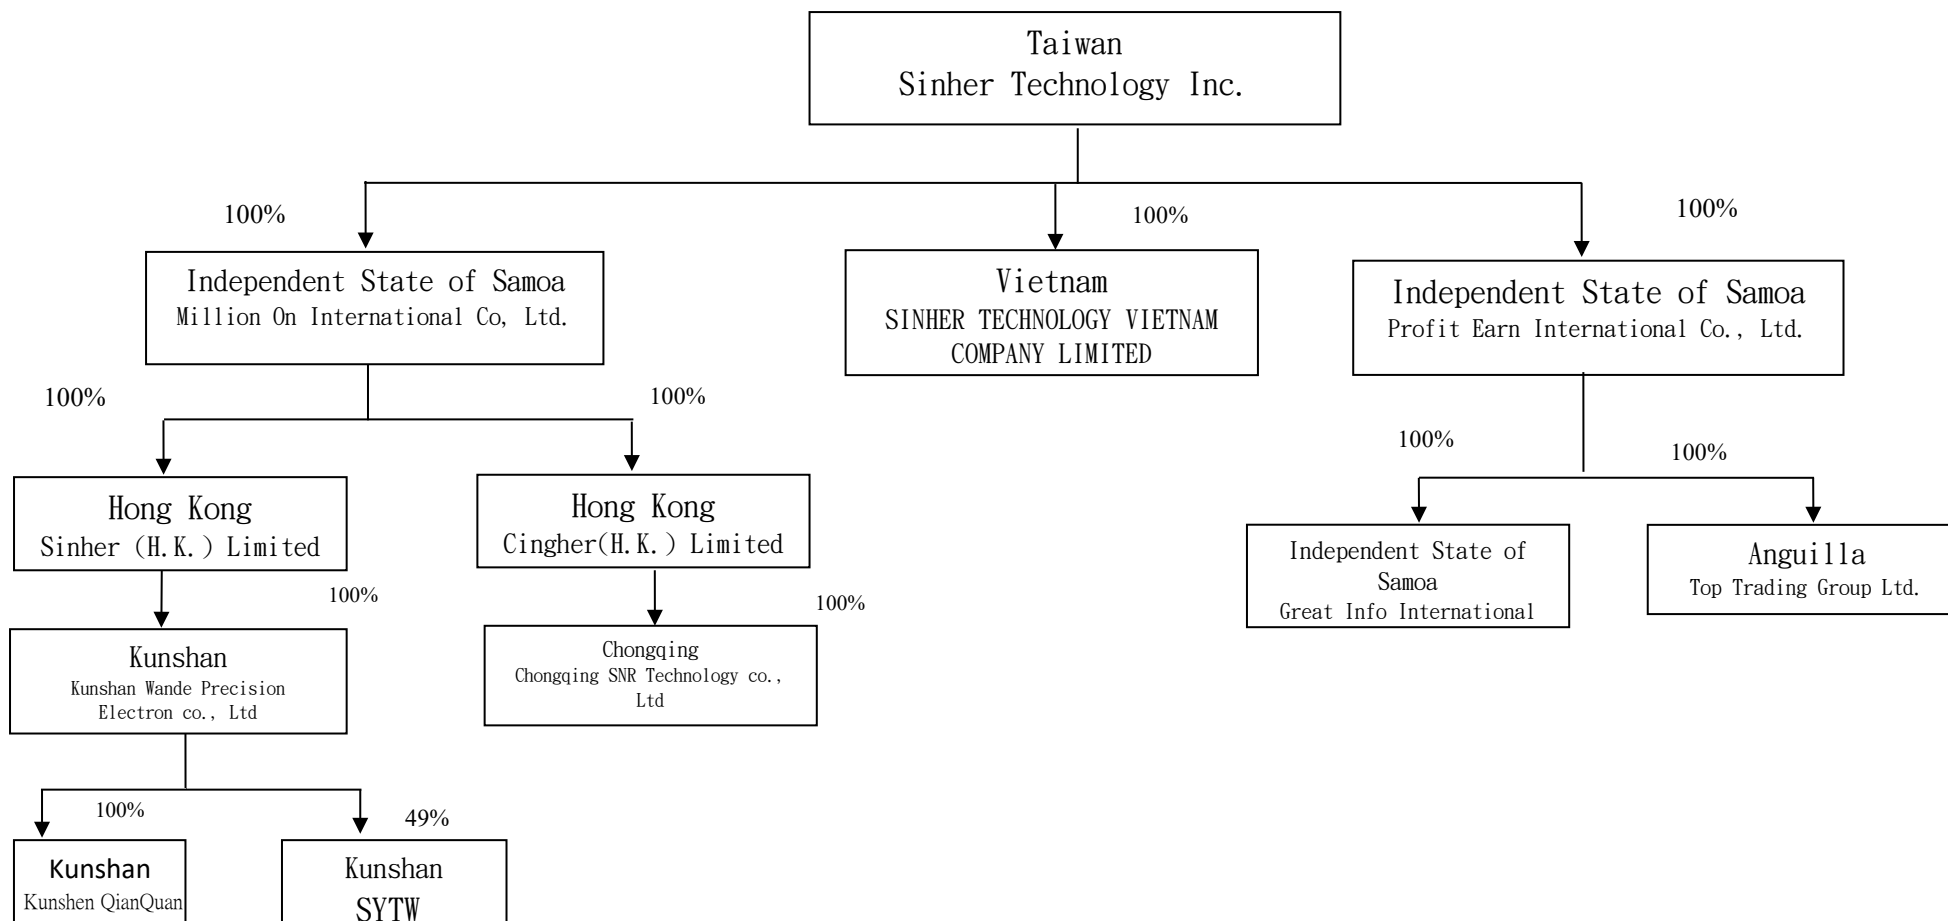 Taiwan
Sinher Technology Inc.
100%
100%
100%
Independent State of Samoa
Million On International Co, Ltd.
Vietnam
SINHER TECHNOLOGY VIETNAM
COMPANY LIMITED
Independent State of Samoa
Profit Earn International Co., Ltd.
100%
100%
100%
100%
Hong Kong
Sinher (H.K.) Limited
Hong Kong
Cingher(H.K.) Limited
Independent State of
Samoa
Great Info International
Anguilla
Top Trading Group Ltd.
100%
100%
Kunshan
Kunshan Wande Precision
Electron co., Ltd
Chongqing
Chongqing SNR Technology co.,
Ltd
100%
49%
Kunshan
Kunshen QianQuan
Kunshan
SYTW